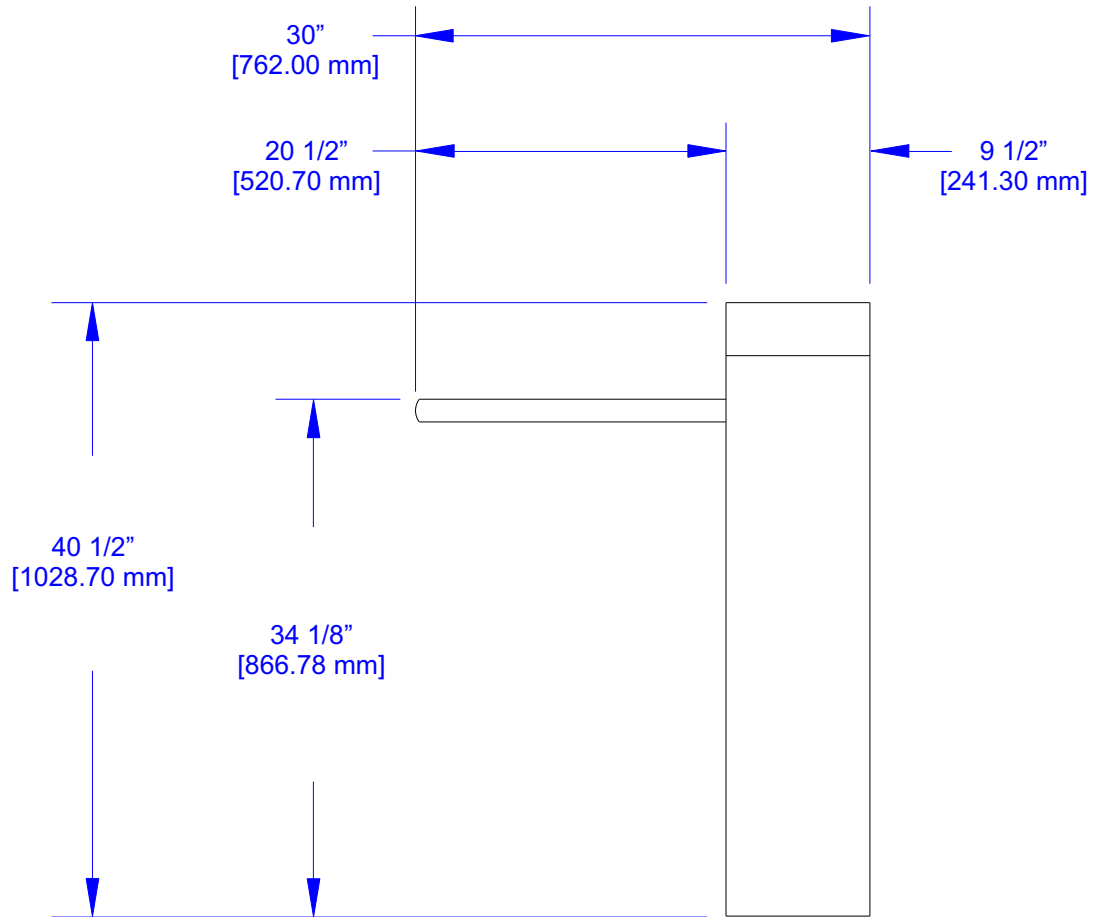 30”
[762.00 mm]
20 1/2”
[520.70 mm]
9 1/2”
[241.30 mm]
40 1/2”
[1028.70 mm]
34 1/8”
[866.78 mm]